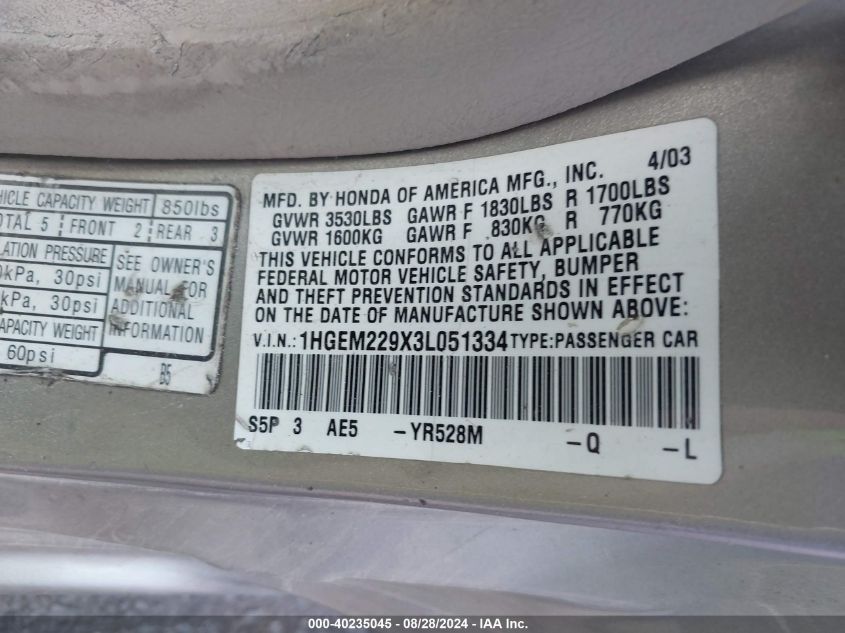 HICLE CAPACITY WEIGHT 850lbs
TOTAL 5 FRONT 2 REAR 3
LATION PRESSURE
SEE OWNER'S
MANUAL FOR
ADDITIONAL
INFORMATION
kPa, 30psi
kPa, 30psi
CAPACITY WEIGHT
60psi
B5
4/03
MFD. BY HONDA OF AMERICA MFG., INC.
GVWR 3530LBS GAWR F 1830LBS R 1700LBS
GVWR 1600KG GAWR F 830KG R 770KG
THIS VEHICLE CONFORMS TO ALL APPLICABLE
FEDERAL MOTOR VEHICLE SAFETY, BUMPER
AND THEFT PREVENTION STANDARDS IN EFFECT
ON THE DATE OF MANUFACTURE SHOWN ABOVE:
V.I.N.: 1HGEM229X3L051334 TYPE: PASSENGER CAR
S5P 3 AE5 -YR528M -Q -L
000-40235045 - 08/28/2024 - IAA Inc.